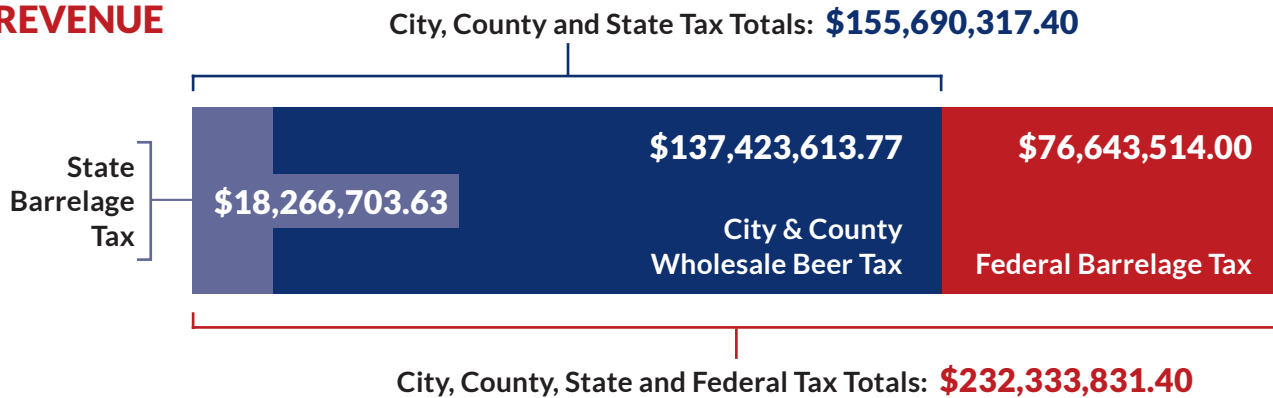 REVENUE
City, County and State Tax Totals: $155,690,317.40
State
Barrelage
Tax
$18,266,703.63
$137,423,613.77
City & County
Wholesale Beer Tax
$76,643,514.00
Federal Barrelage Tax
City, County, State and Federal Tax Totals: $232,333,831.40